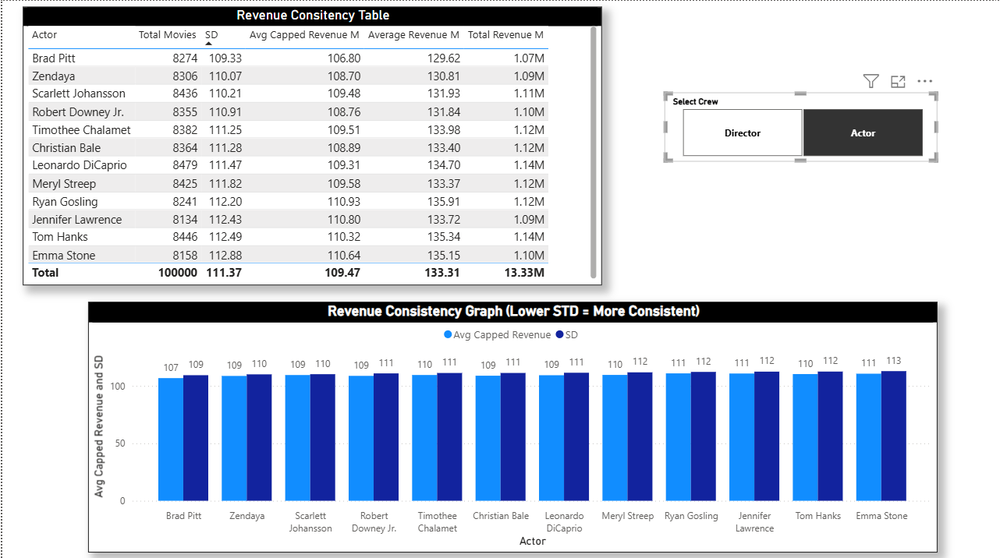 Revenue Consitency Table
Actor Total Movies SD Avg Capped Revenue M Average Revenue M Total Revenue M
Brad Pitt 8274 109.33 106.80 129.62 1.07M
Zendaya 8306 110.07 108.70 130.81 1.09M
Scarlett Johansson 8436 110.21 109.48 131.93 1.11M
Robert Downey Jr. 8355 110.91 108.76 131.84 1.10M
Timothee Chalamet 8382 111.25 109.51 133.98 1.12M
Christian Bale 8364 111.28 108.89 133.40 1.12M
Leonardo DiCaprio 8479 111.47 109.31 134.70 1.14M
Meryl Streep 8425 111.82 109.58 133.37 1.12M
Ryan Gosling 8241 112.20 110.93 135.91 1.12M
Jennifer Lawrence 8134 112.43 110.80 133.72 1.09M
Tom Hanks 8446 112.49 110.32 135.34 1.14M
Emma Stone 8158 112.88 110.64 135.15 1.10M
Total 100000 111.37 109.47 133.31 13.33M
Select Crew
Director Actor
Revenue Consistency Graph (Lower STD = More Consistent)
Avg Capped Revenue SD
Avg Capped Revenue and SD
107 109 109 110 109 110 109 111 110 111 109 111 109 111 110 112 111 112 111 112 110 112 111 113
100
50
0
Brad Pitt Zendaya Scarlett Robert Timothee Christian Bale Leonardo Meryl Streep Ryan Gosling Jennifer Tom Hanks Emma Stone
Johansson Downey Jr. Chalamet DiCaprio Lawrence
Actor